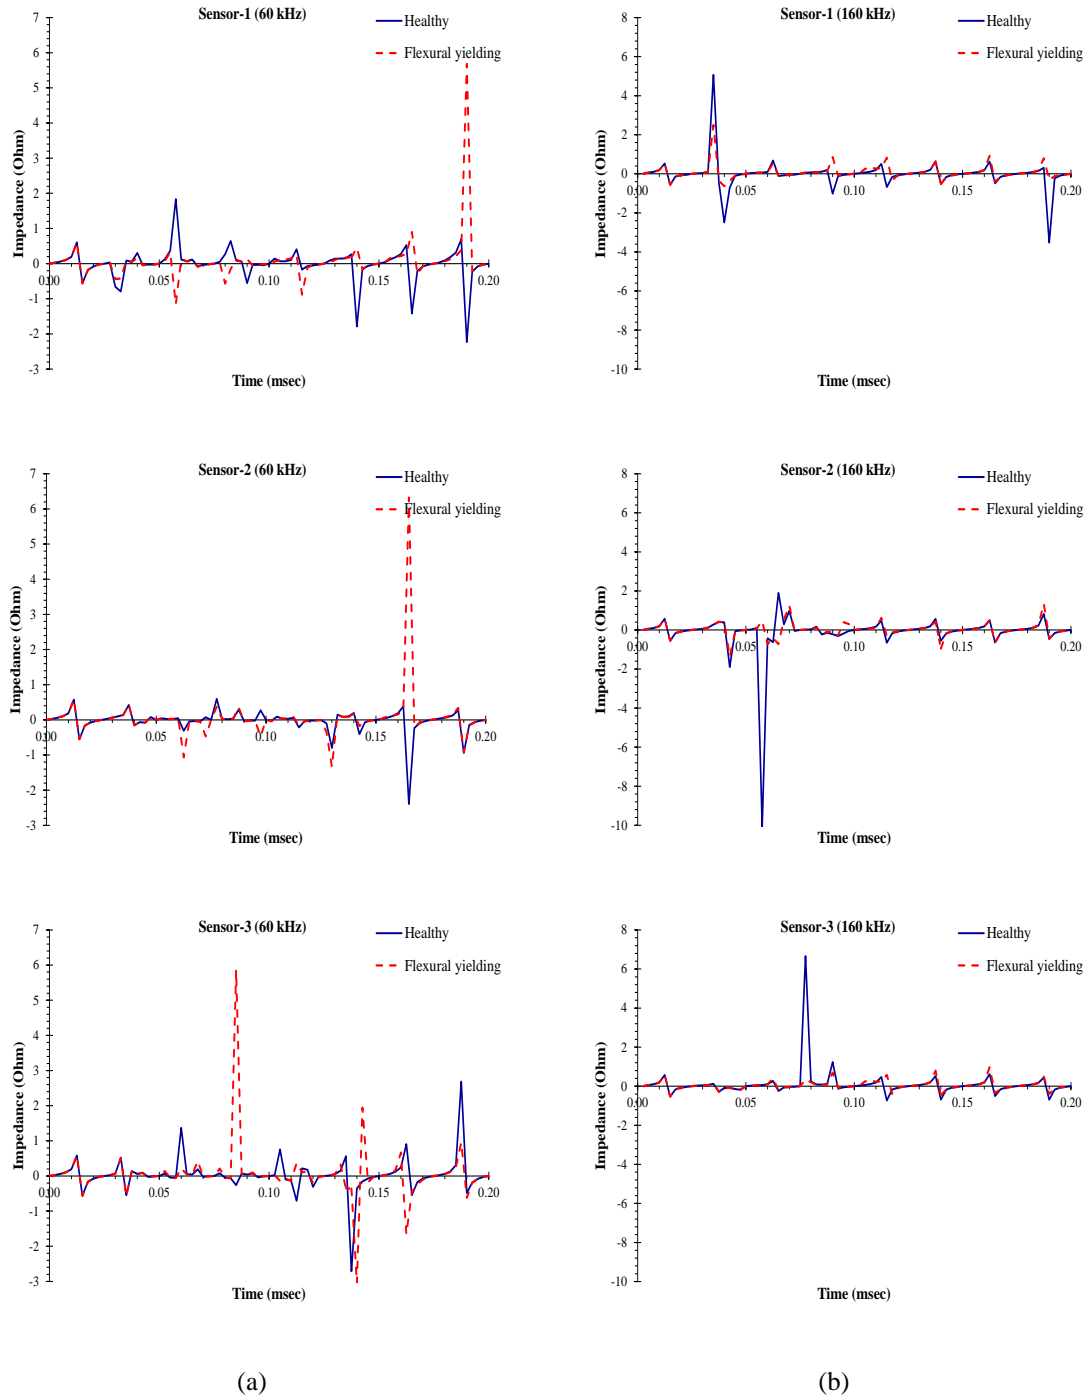 Sensor-1 (60 kHz)
Healthy
Flexural yielding
7
6
5
4
3
2
1
0
-1
-2
-3
0.00
0.05
0.10
0.15
0.20
Impedance (Ohm)
Time (msec)
Sensor-1 (160 kHz)
Healthy
Flexural yielding
8
6
4
2
0
-2
-4
-6
-8
-10
0.00
0.05
0.10
0.15
0.20
Impedance (Ohm)
Time (msec)
Sensor-2 (60 kHz)
Healthy
Flexural yielding
7
6
5
4
3
2
1
0
-1
-2
-3
0.00
0.05
0.10
0.15
0.20
Impedance (Ohm)
Time (msec)
Sensor-2 (160 kHz)
Healthy
Flexural yielding
8
6
4
2
0
-2
-4
-6
-8
-10
0.00
0.05
0.10
0.15
0.20
Impedance (Ohm)
Time (msec)
Sensor-3 (60 kHz)
Healthy
Flexural yielding
7
6
5
4
3
2
1
0
-1
-2
-3
0.00
0.05
0.10
0.15
0.20
Impedance (Ohm)
Time (msec)
Sensor-3 (160 kHz)
Healthy
Flexural yielding
8
6
4
2
0
-2
-4
-6
-8
-10
0.00
0.05
0.10
0.15
0.20
Impedance (Ohm)
Time (msec)
(a)
(b)